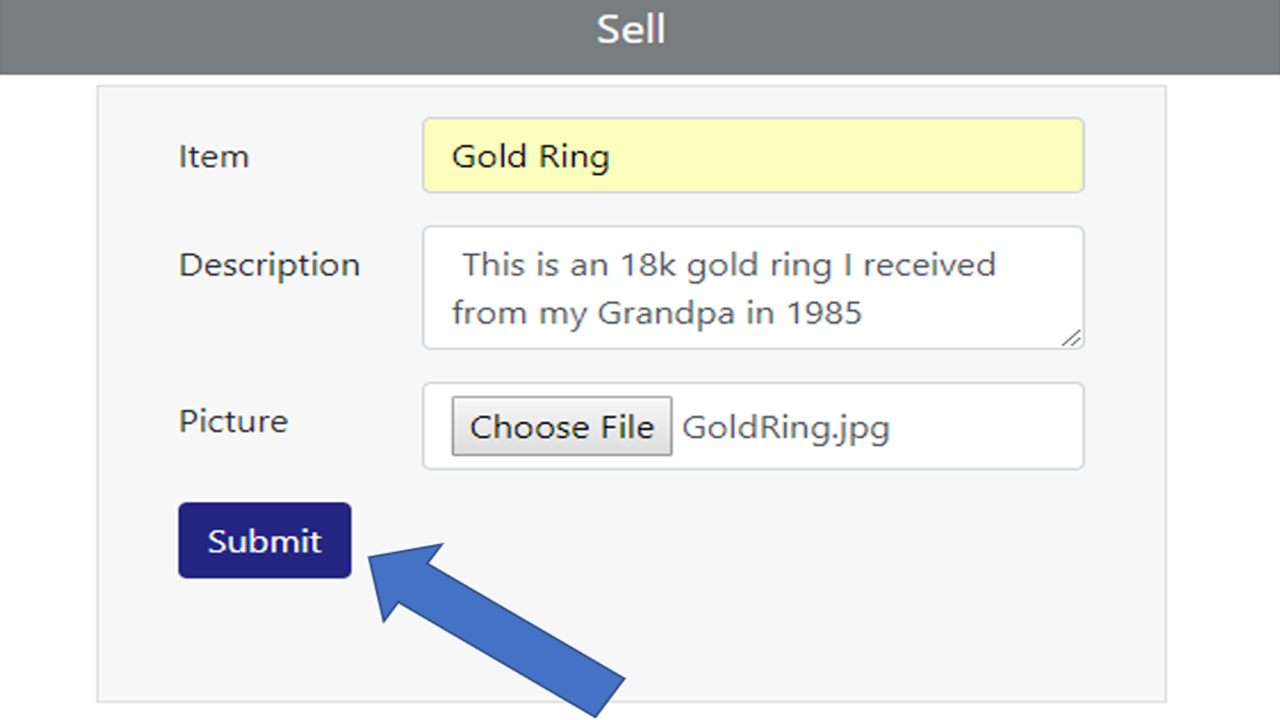 Sell
Item
Gold Ring
Description
This is an 18k gold ring I received
from my Grandpa in 1985
Picture
Choose File GoldRing.jpg
Submit